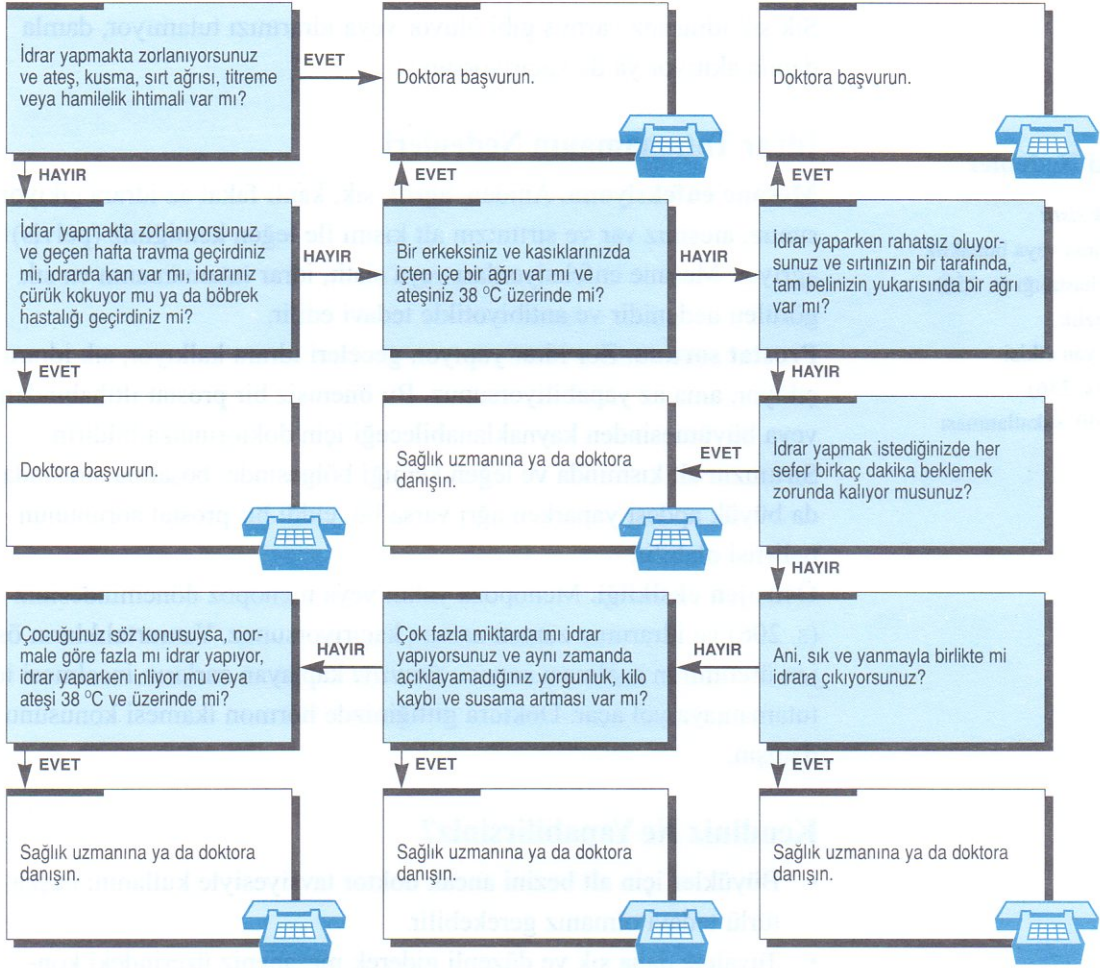 İdrar yapmakta zorlanıyorsunuz
ve ateş, kusma, sırt ağrısı, titreme
veya hamilelik ihtimali var mı?
EVET
Doktora başvurun.
Doktora başvurun.
HAYIR
EVET
EVET
İdrar yapmakta zorlanıyorsunuz
ve geçen hafta travma geçirdiniz
mi, idrarda kan var mı, idrarınız
çürük kokuyor mu ya da böbrek
hastalığı geçirdiniz mi?
HAYIR
Bir erkeksiniz ve kasıklarınızda
içten içe bir ağrı var mı ve
ateşiniz 38 °C üzerinde mi?
HAYIR
İdrar yaparken rahatsız oluyor-
sunuz ve sırtınızın bir tarafında,
tam belinizin yukarısında bir ağrı
var mı?
EVET
HAYIR
Doktora başvurun.
Sağlık uzmanına ya da doktora
danışın.
EVET
İdrar yapmak istediğinizde her
seferi birkaç dakika beklemek
zorunda kalıyor musunuz?
HAYIR
Çocuğunuz söz konusuysa, nor-
male göre fazla mı idrar yapıyor,
idrar yaparken inliyor mu veya
ateşi 38 °C ve üzerinde mi?
HAYIR
Çok fazla miktarda mı idrar
yapıyorsunuz ve aynı zamanda
açıklayamadığınız yorgunluk, kilo
kaybı ve susama artması var mı?
HAYIR
Ani, sık ve yanmayla birlikte mi
idrara çıkıyorsunuz?
EVET
EVET
EVET
Sağlık uzmanına ya da doktora
danışın.
Sağlık uzmanına ya da doktora
danışın.
Sağlık uzmanına ya da doktora
danışın.